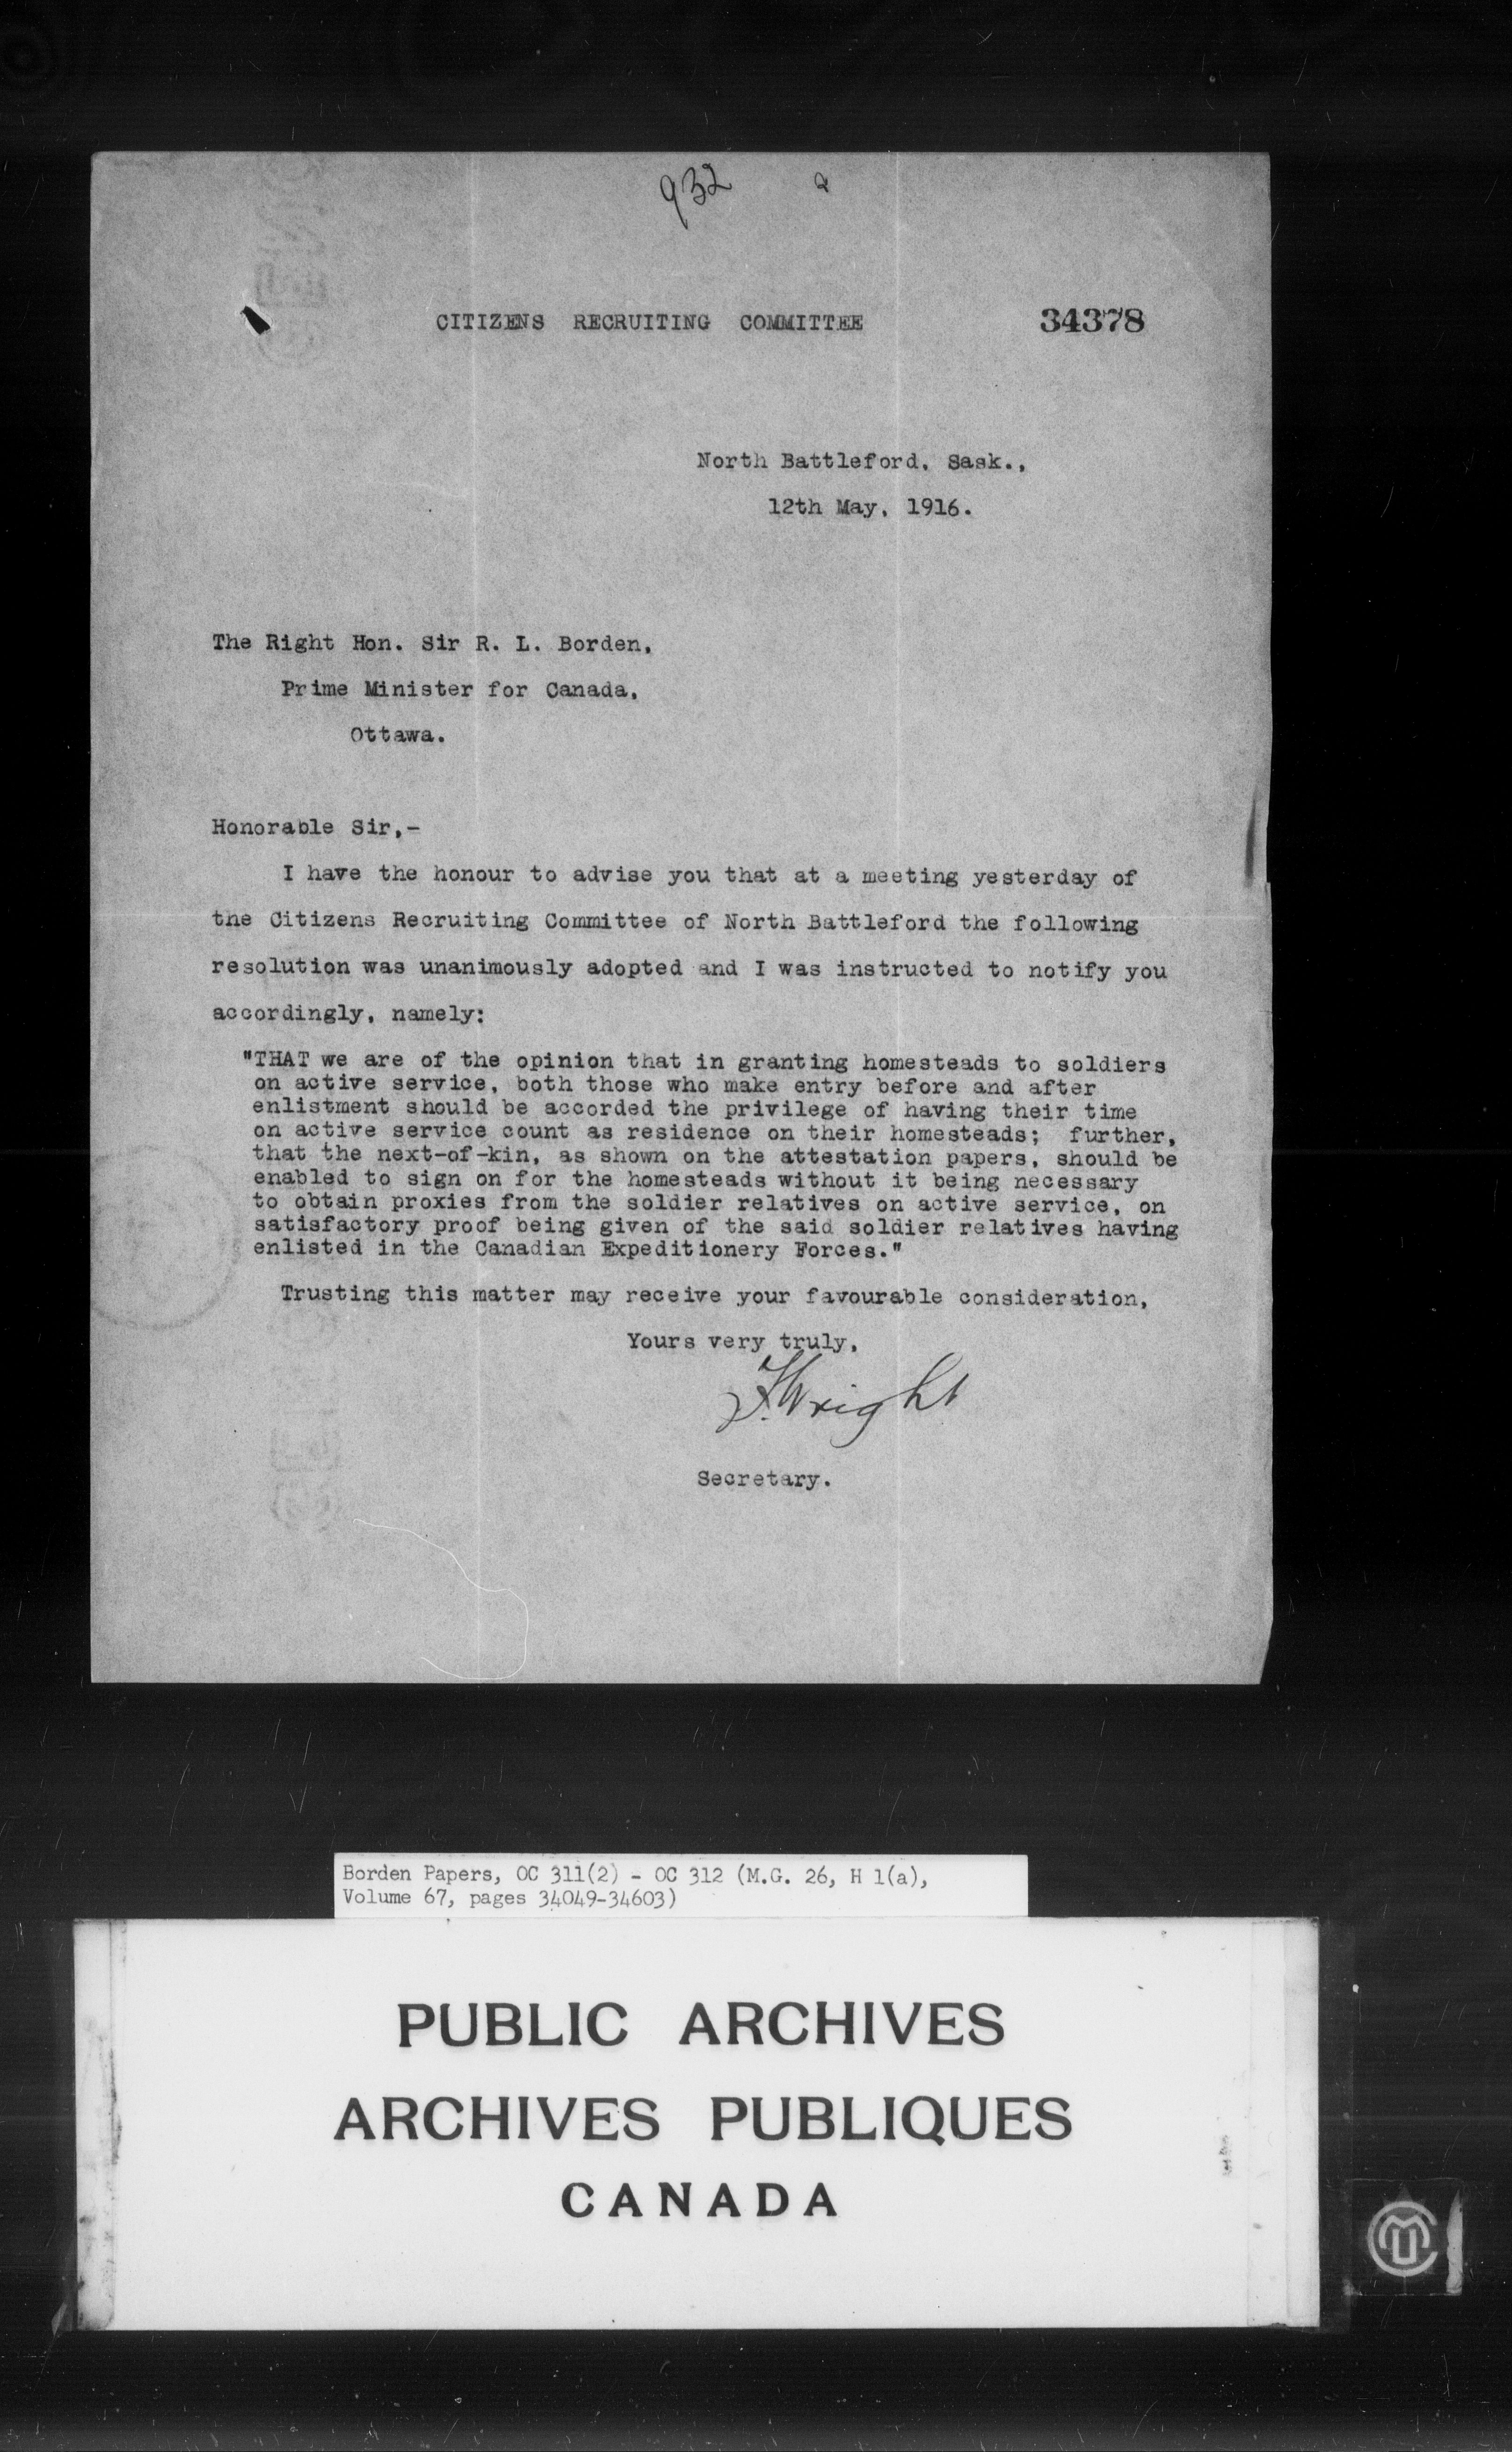 932 a
CITIZENS RECRUITING COMMITTEE 34378
North Battleford, Sask.,
12th May, 1916.
The Right Hon. Sir R. L. Borden,
Prime Minister for Canada,
Ottawa.
Honorable Sir,-
I have the honour to advise you that at a meeting yesterday of
the Citizens Recruiting Committee of North Battleford the following
resolution was unanimously adopted and I was instructed to notify you
accordingly, namely:
"THAT we are of the opinion that in granting homesteads to soldiers
on active service, both those who make entry before and after
enlistment should be accorded the privilege of having their time
on active service count as residence on their homesteads; further,
that the next-of-kin, as shown on the attestation papers, should be
enabled to sign on for the homesteads without it being necessary
to obtain proxies from the soldier relatives on active service, on
satisfactory proof being given of the said soldier relatives having
enlisted in the Canadian Expeditionery Forces."
Trusting this matter may receive your favourable consideration,
Yours very truly,
F. Wright
Secretary.
Borden Papers, OC 311(2) - OC 312 (M.G. 26, H 1(a),
Volume 67, pages 34049-34603)
PUBLIC ARCHIVES
ARCHIVES PUBLIQUES
CANADA